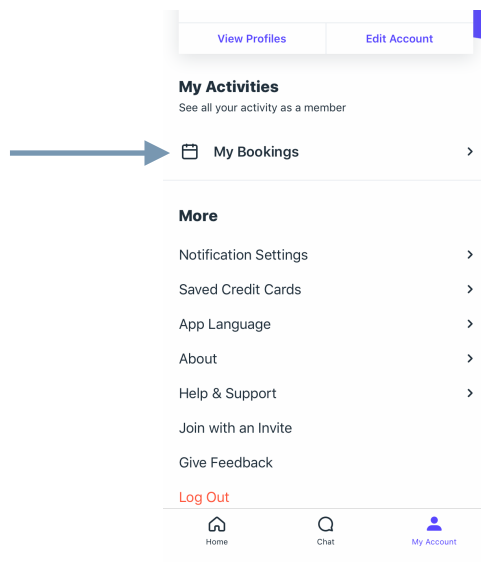 View Profiles
Edit Account
My Activities
See all your activity as a member
My Bookings
More
Notification Settings
Saved Credit Cards
App Language
About
Help & Support
Join with an Invite
Give Feedback
Log Out
Home
Chat
My Account